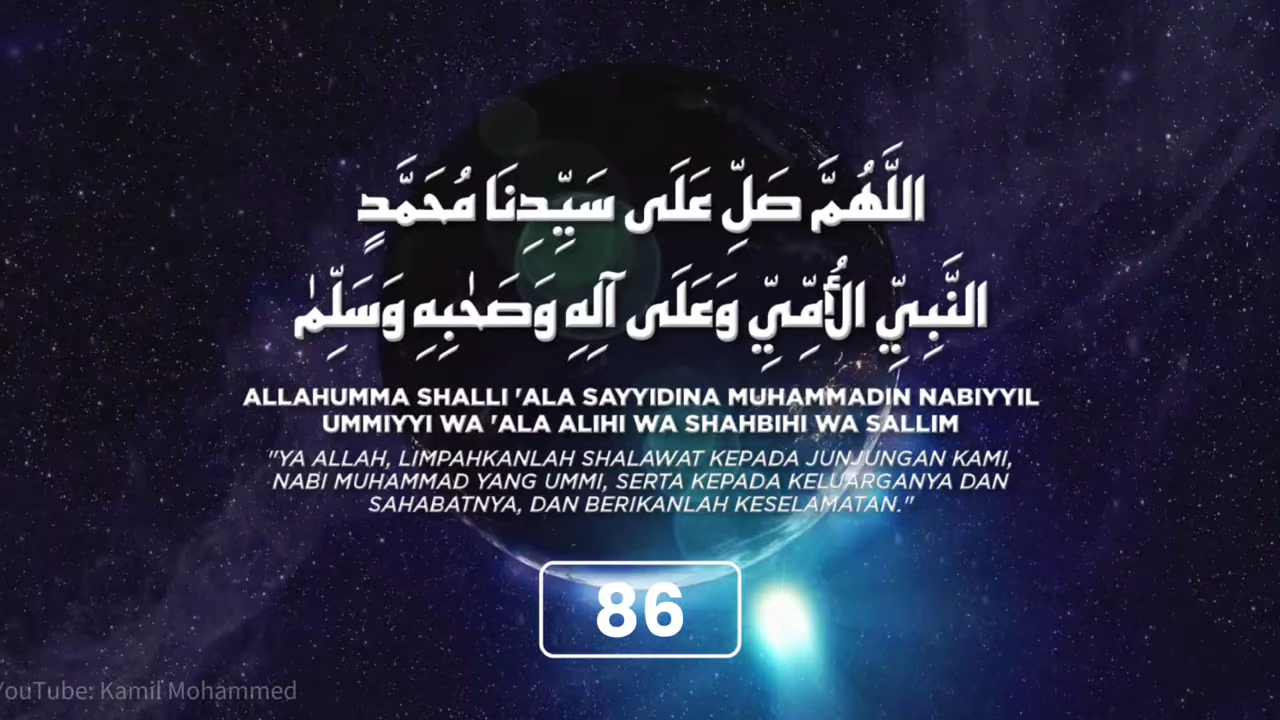 اللَّهُمَّ صَلِّ عَلَى سَيِّدِنَا مُحَمَّدٍ
النَّبِيِّ الأُمِّيِّ وَعَلَى آلِهِ وَصَحْبِهِ وَسَلِّمْ
ALLAHUMMA SHALLI 'ALA SAYYIDINA MUHAMMADIN NABIYYIL
UMMIYYI WA 'ALA ALIHI WA SHAHBIHI WA SALLIM
"YA ALLAH, LIMPAHKANLAH SHALAWAT KEPADA JUNJUNGAN KAMI,
NABI MUHAMMAD YANG UMMI, SERTA KEPADA KELUARGANYA DAN
SAHABATNYA, DAN BERIKANLAH KESELAMATAN."
86
YouTube: Kamil Mohammed